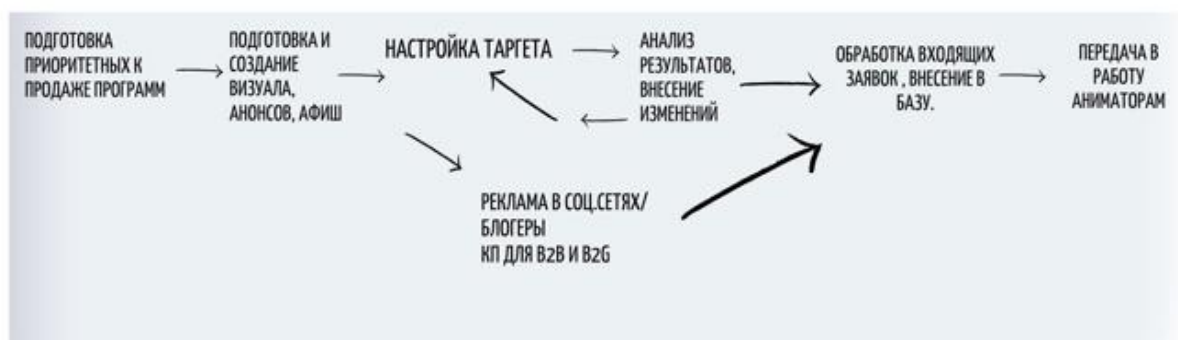 ПОДГОТОВКА
ПРИОРИТЕТНЫХ К
ПРОДАЖЕ ПРОГРАММ
ПОДГОТОВКА И
СОЗДАНИЕ
ВИЗУАЛА,
АНОНСОВ, АФИШ
НАСТРОЙКА ТАРГЕТА
АНАЛИЗ
РЕЗУЛЬТАТОВ,
ВНЕСЕНИЕ
ИЗМЕНЕНИЙ
РЕКЛАМА В СОЦ.СЕТЯХ/
БЛОГЕРЫ
КП ДЛЯ B2B И B2G
ОБРАБОТКА ВХОДЯЩИХ
ЗАЯВОК , ВНЕСЕНИЕ В
БАЗУ.
ПЕРЕДАЧА В
РАБОТУ
АНИМАТОРАМ